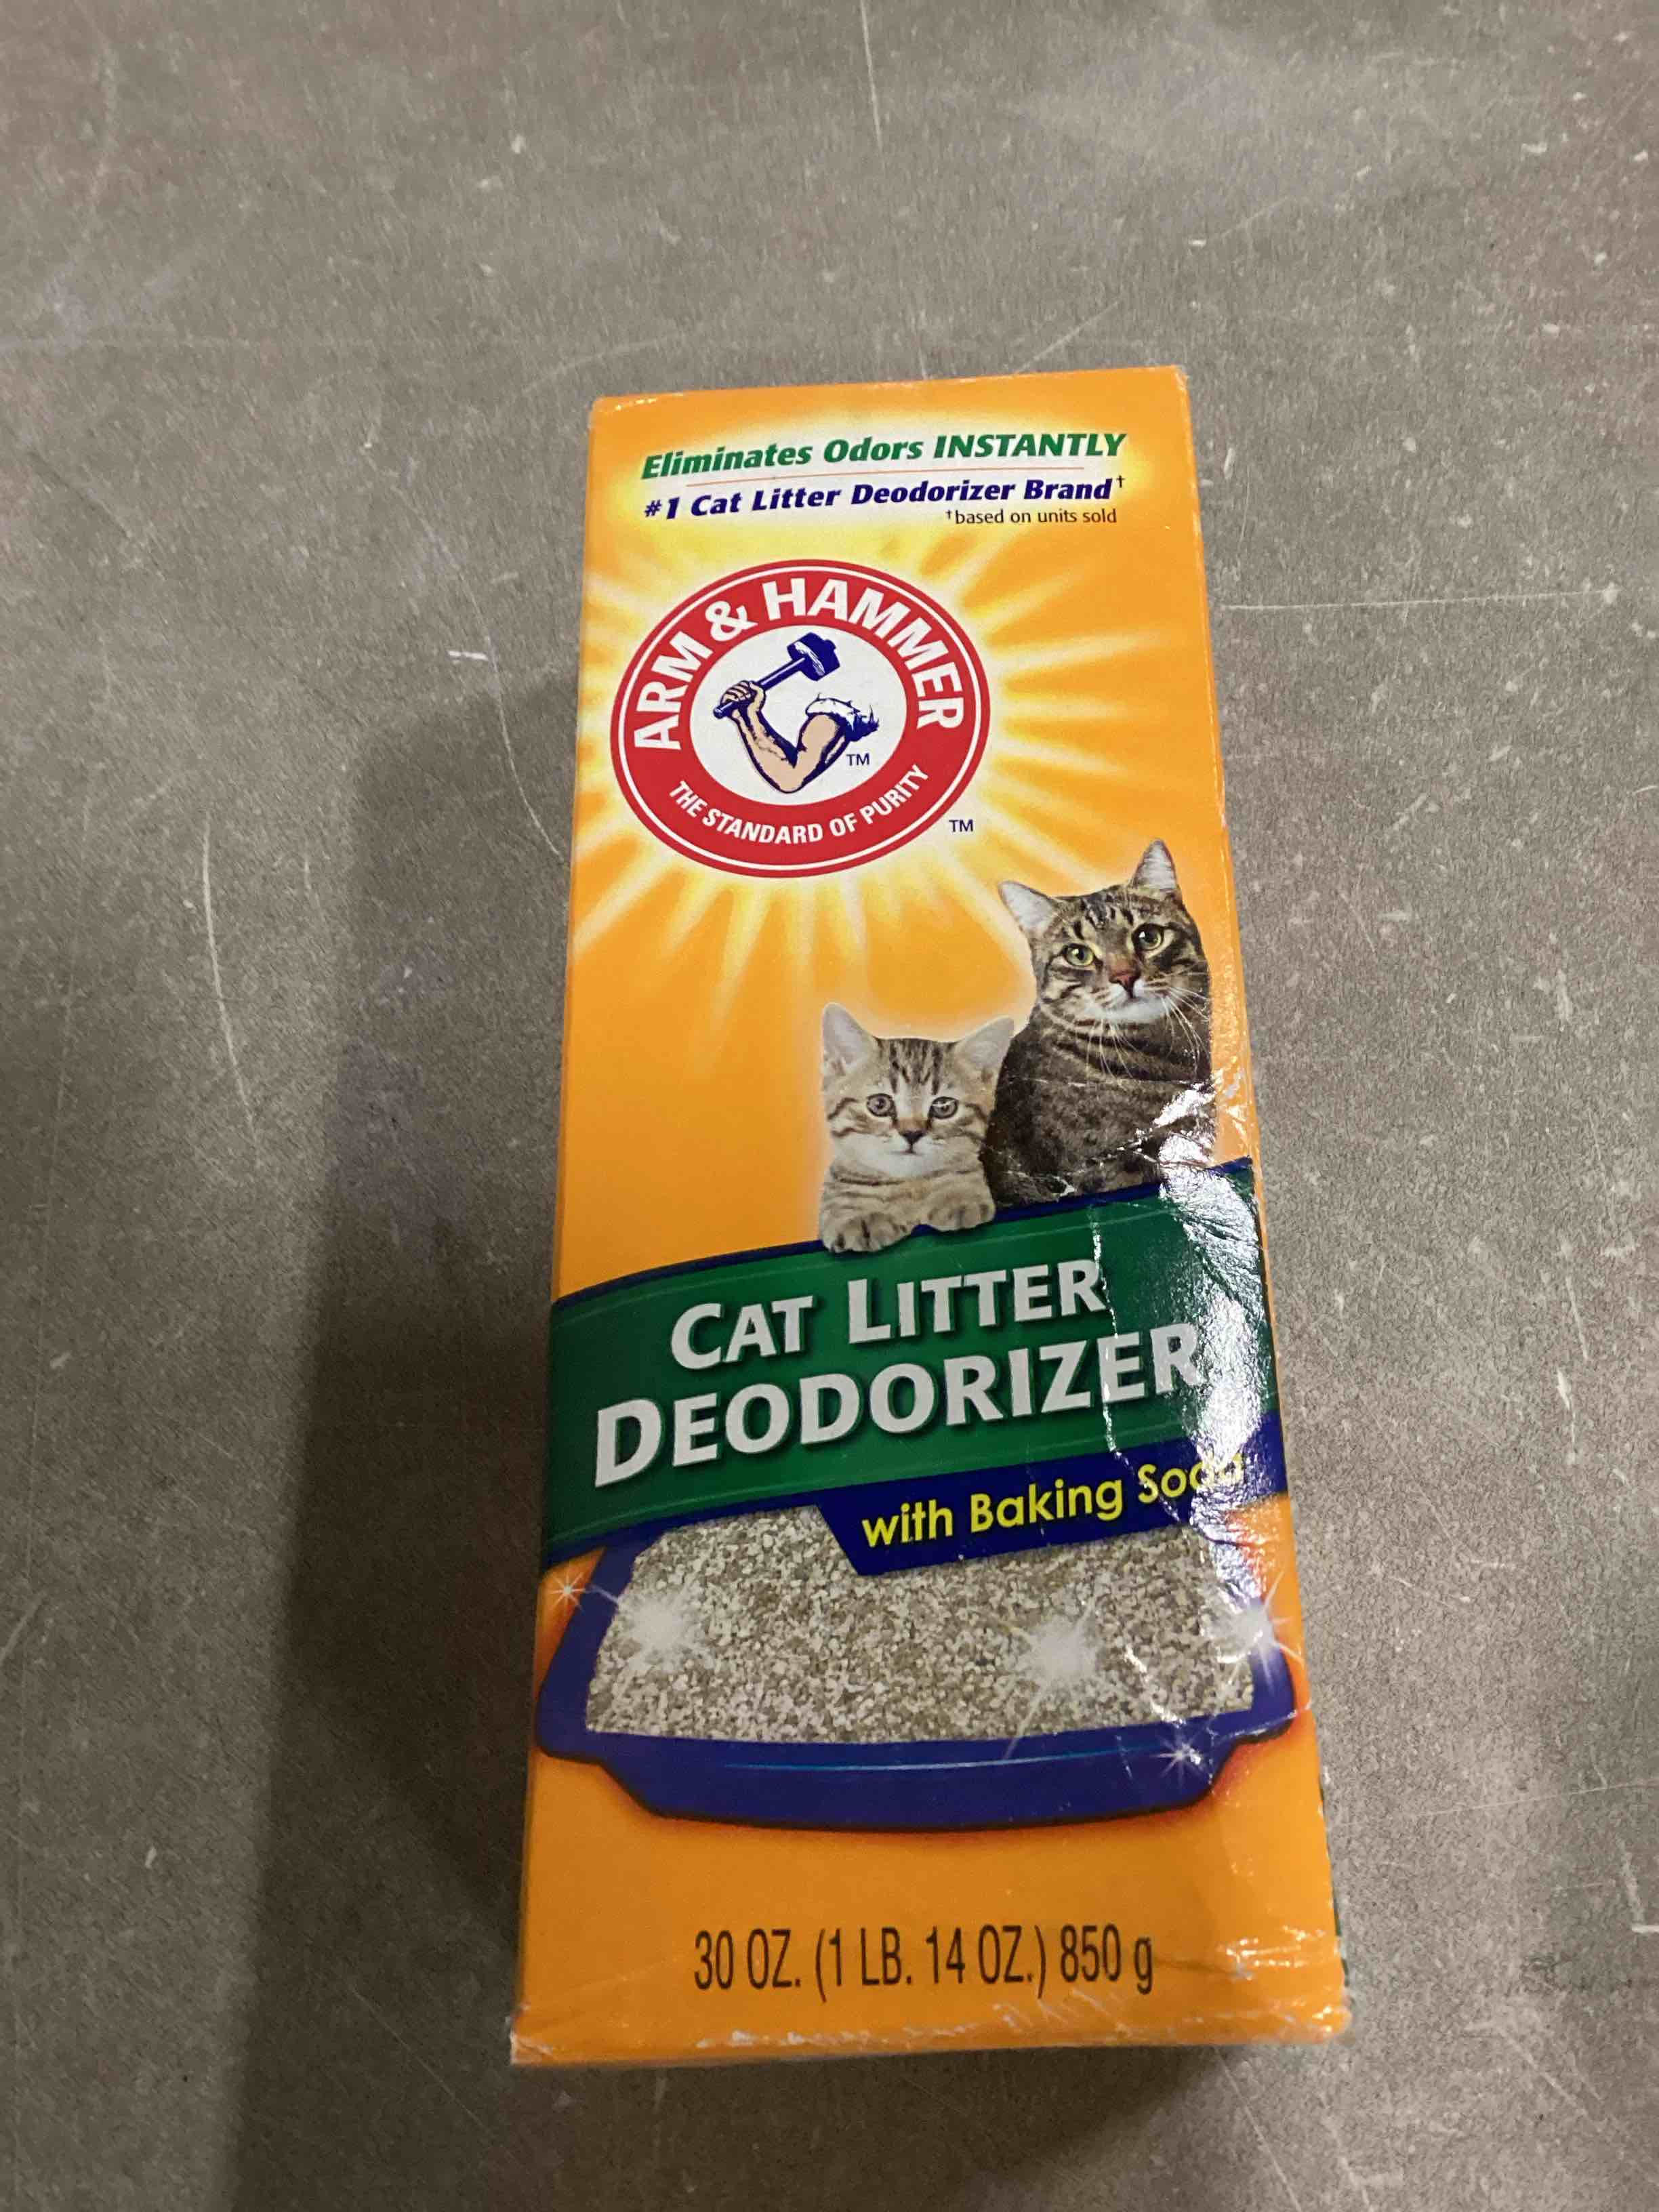 Eliminates Odors INSTANTLY
#1 Cat Litter Deodorizer Brand†
†based on units sold
ARM & HAMMER
TM
THE STANDARD OF PURITY
TM
CAT LITTER
DEODORIZER
with Baking Soda
30 OZ. (1 LB. 14 OZ.) 850 g